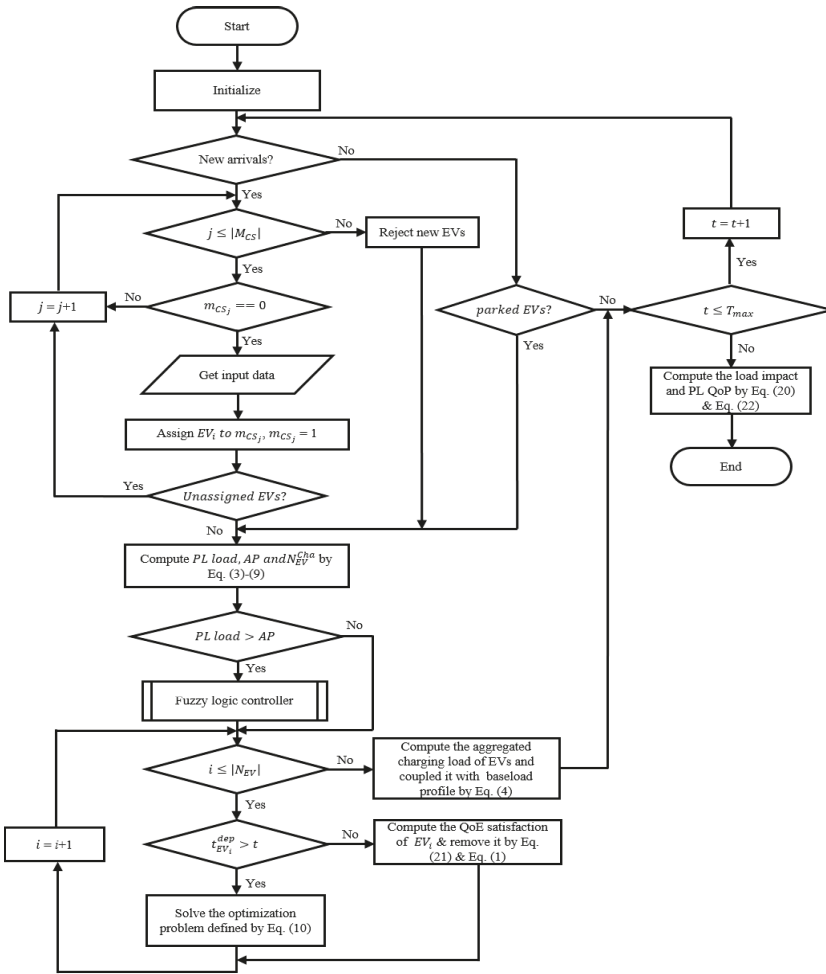 Start
Initialize
New arrivals?
No
Yes
j ≤ |M_CS|
No
Reject new EVs
t = t+1
Yes
Yes
j = j+1
No
m_CS_j == 0
parked EVs?
No
t ≤ T_max
Yes
Yes
No
Get input data
Compute the load impact
and PL QoP by Eq. (20)
& Eq. (22)
Assign EV_i to m_CS_j, m_CS_j = 1
End
Yes
Unassigned EVs?
No
Compute PL load, AP andN_EV^Cha by
Eq. (3)-(9)
PL load > AP
No
Yes
Fuzzy logic controller
i ≤ |N_EV|
No
Compute the aggregated
charging load of EVs and
coupled it with baseload
profile by Eq. (4)
Yes
i = i+1
t_EV_i^dep > t
No
Compute the QoE satisfaction
of EV_i & remove it by Eq.
(21) & Eq. (1)
Yes
Solve the optimization
problem defined by Eq. (10)